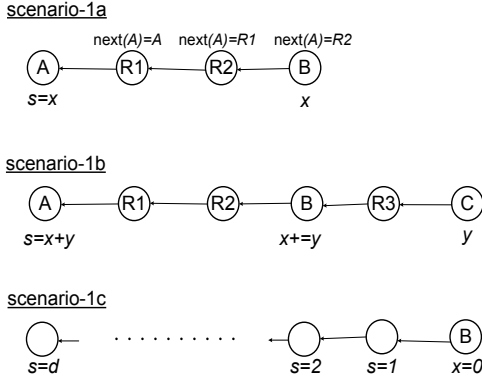 scenario-1a
next(A)=A next(A)=R1 next(A)=R2
A R1 R2 B
s=x x
scenario-1b
A R1 R2 B R3 C
s=x+y x+=y y
scenario-1c
. . . . . . . . . . B
s=d s=2 s=1 x=0